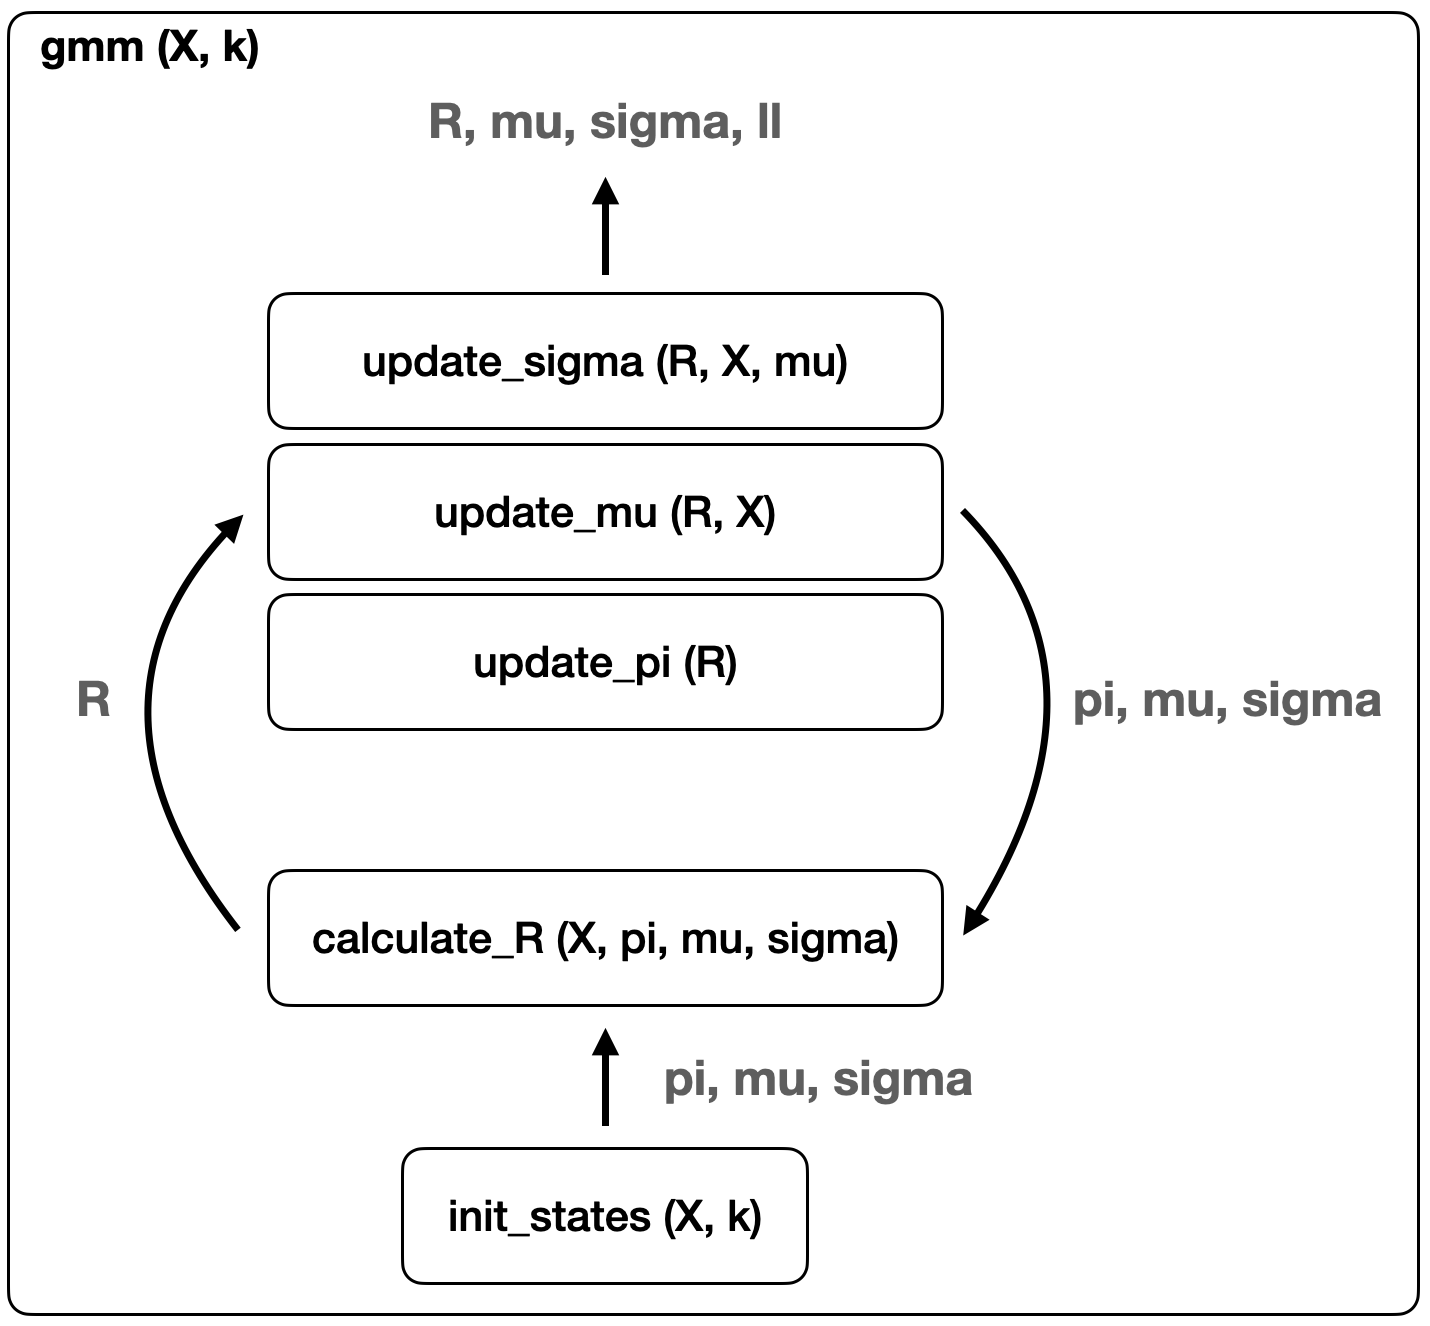 gmm (X, k)
R, mu, sigma, ll
update_sigma (R, X, mu)
update_mu (R, X)
update_pi (R)
R
pi, mu, sigma
calculate_R (X, pi, mu, sigma)
pi, mu, sigma
init_states (X, k)